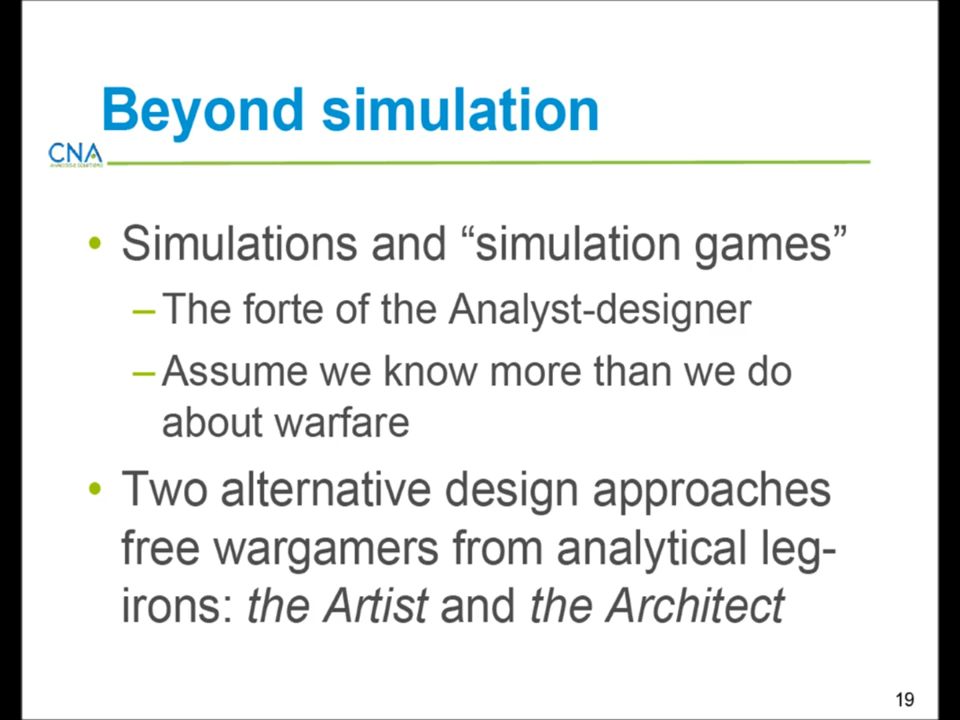 Beyond simulation
CNA
• Simulations and “simulation games”
– The forte of the Analyst-designer
– Assume we know more than we do
about warfare
• Two alternative design approaches
free wargamers from analytical leg-
irons: the Artist and the Architect
19